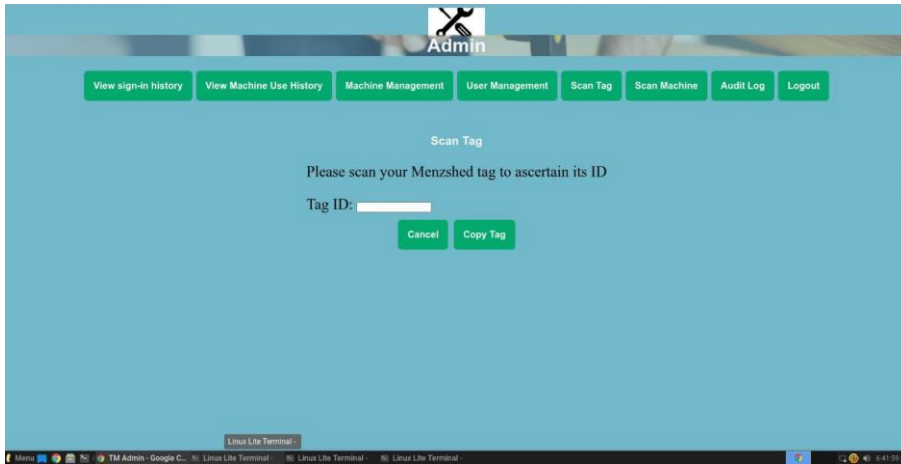 Admin
View sign-in history View Machine Use History Machine Management User Management Scan Tag Scan Machine Audit Log Logout
Scan Tag
Please scan your Menzshed tag to ascertain its ID
Tag ID:
Cancel Copy Tag
Linux Lite Terminal -
Menu TM Admin - Google C... Linux Lite Terminal - Linux Lite Terminal - Linux Lite Terminal - 6:41:59